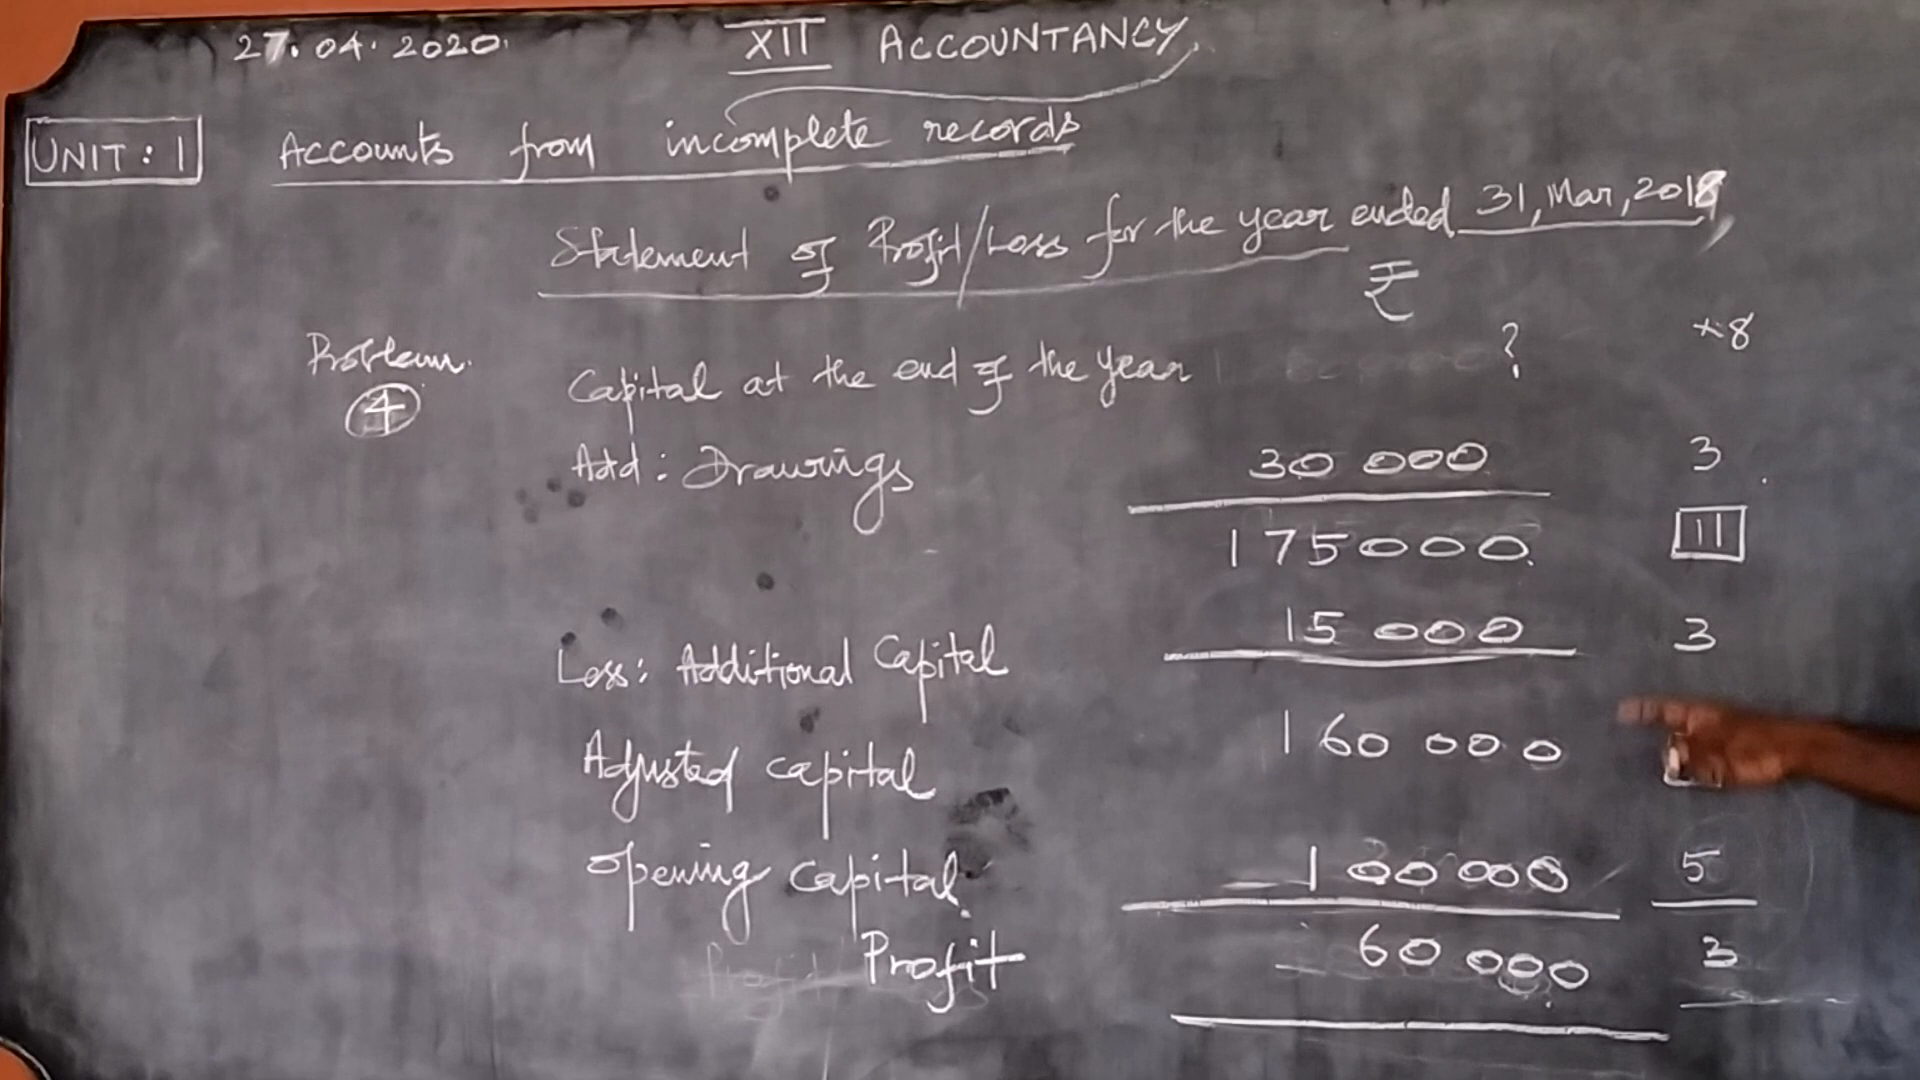 27.04.2020. XII ACCOUNTANCY
UNIT : 1 Accounts from incomplete records
Statement of Profit/Loss for the year ended 31, Mar, 2018
₹
Problem 4
Capital at the end of the year ? 8
Add : Drawings 30 000 3
175000 11
Less: Additional Capital 15 000 3
Adjusted capital 160 000
Opening capital 100 000 5
Profit 60 000 3